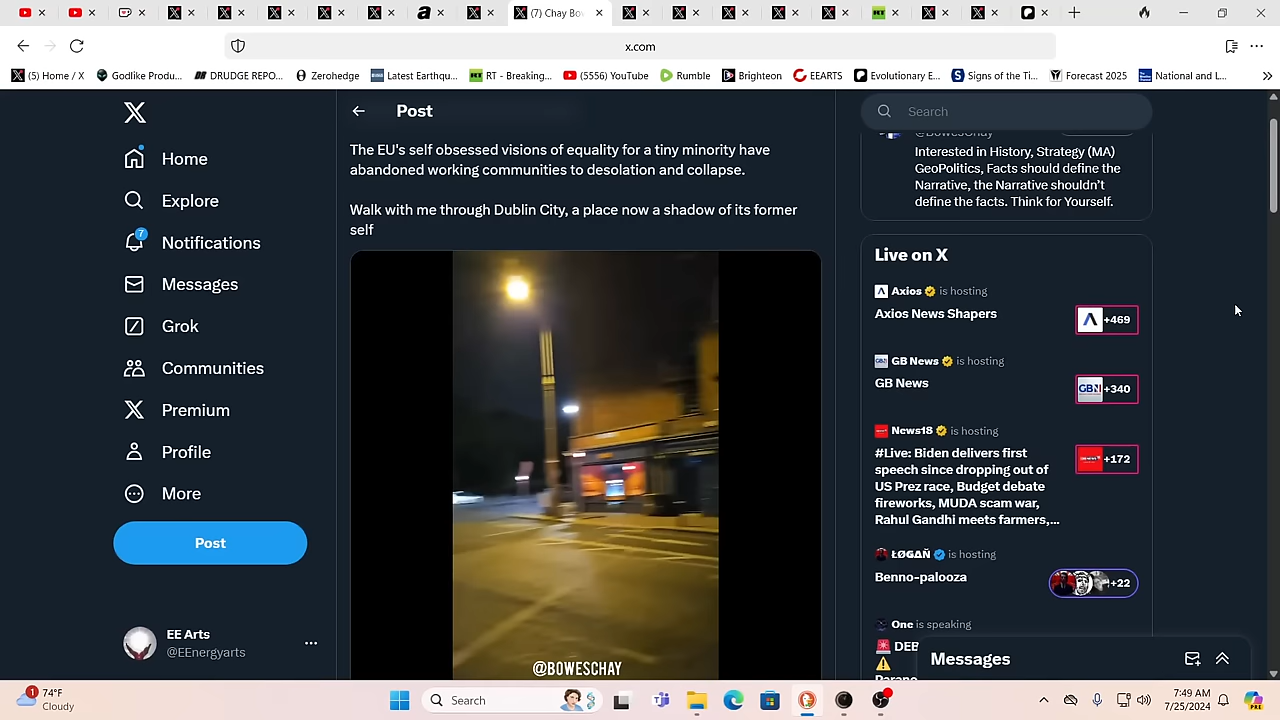 (7) Chay Bo
x.com
(5) Home / X
Godlike Produ...
DRUDGE REPO...
Zerohedge
Latest Earthqu...
RT - Breaking...
(5556) YouTube
Rumble
Brighteon
EEARTS
Evolutionary E...
Signs of the Ti...
Forecast 2025
National and L...
Home
Explore
7
Notifications
Messages
Grok
Communities
Premium
Profile
More
Post
EE Arts
@EEnergyarts
Post
The EU's self obsessed visions of equality for a tiny minority have
abandoned working communities to desolation and collapse.
Walk with me through Dublin City, a place now a shadow of its former
self
@BOWESCHAY
Search
@BowesChay
Interested in History, Strategy (MA)
GeoPolitics, Facts should define the
Narrative, the Narrative shouldn't
define the facts. Think for Yourself.
Live on X
Axios is hosting
Axios News Shapers
+469
GB News is hosting
GB News
GBN +340
News18 is hosting
#Live: Biden delivers first
speech since dropping out of
US Prez race, Budget debate
fireworks, MUDA scam war,
Rahul Gandhi meets farmers,...
+172
ŁØGΔÑ is hosting
Benno-palooza
+22
One is speaking
DEB
Messages
1
74°F
Cloudy
Search
7:49 AM
7/25/2024